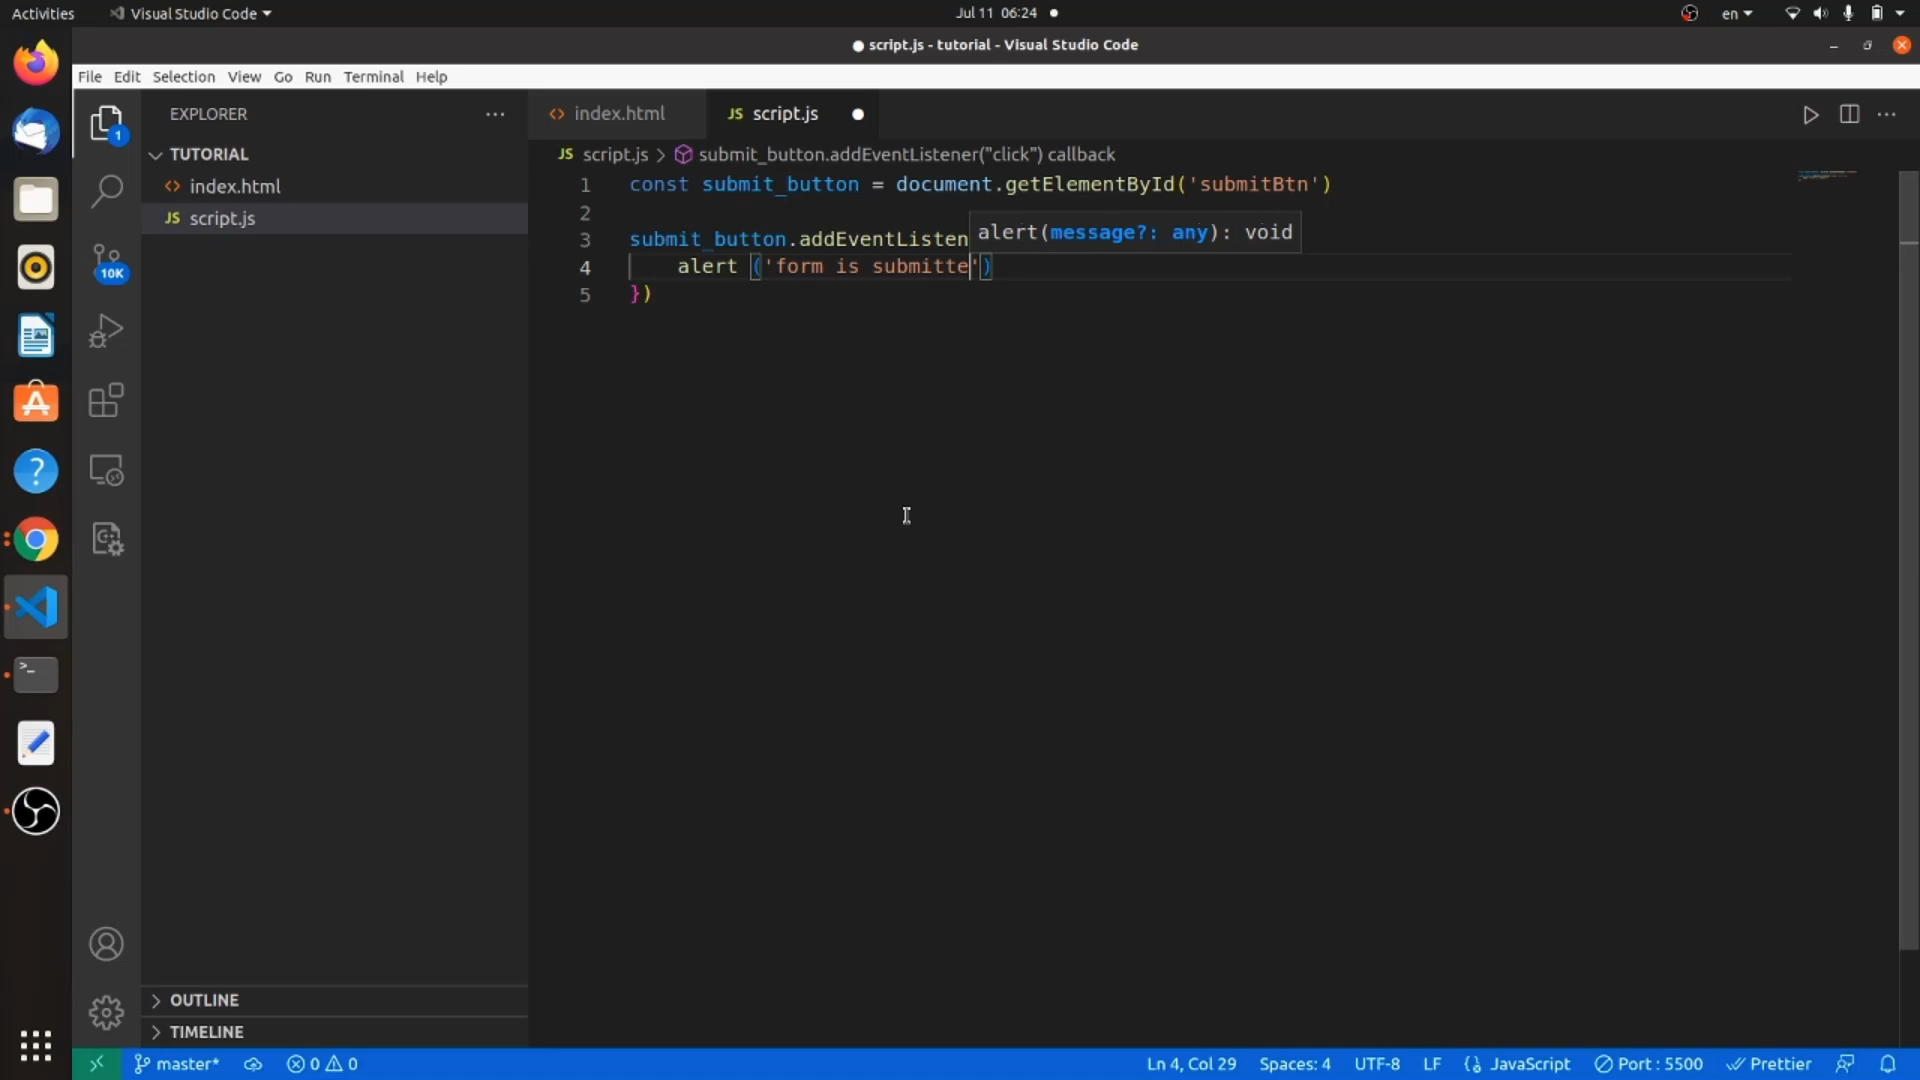 Activities Visual Studio Code Jul 11 06:24 en
script.js - tutorial - Visual Studio Code
File Edit Selection View Go Run Terminal Help
EXPLORER
TUTORIAL
index.html
JS script.js
1
10K
index.html JS script.js
JS script.js > submit_button.addEventListener("click") callback
1 const submit_button = document.getElementById('submitBtn')
2
alert(message?: any): void
3 submit_button.addEventListen
4 alert ('form is submitte')
5 })
OUTLINE
TIMELINE
master* 0 0 Ln 4, Col 29 Spaces: 4 UTF-8 LF JavaScript Port : 5500 Prettier